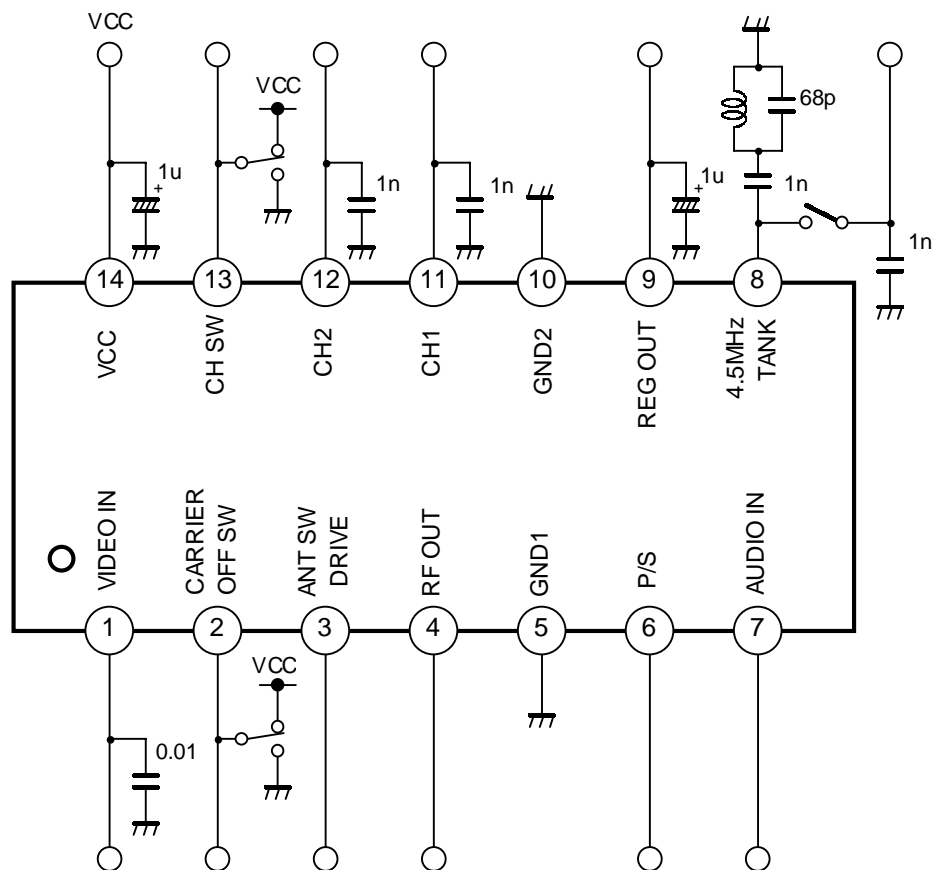 VCC
VCC
68p
1u
+
1n
1n
1u
+
1n
1n
14
13
12
11
10
9
8
VCC
CH SW
CH2
CH1
GND2
REG OUT
4.5MHz
TANK
VIDEO IN
CARRIER
OFF SW
ANT SW
DRIVE
RF OUT
GND1
P/S
AUDIO IN
1
2
3
4
5
6
7
VCC
0.01